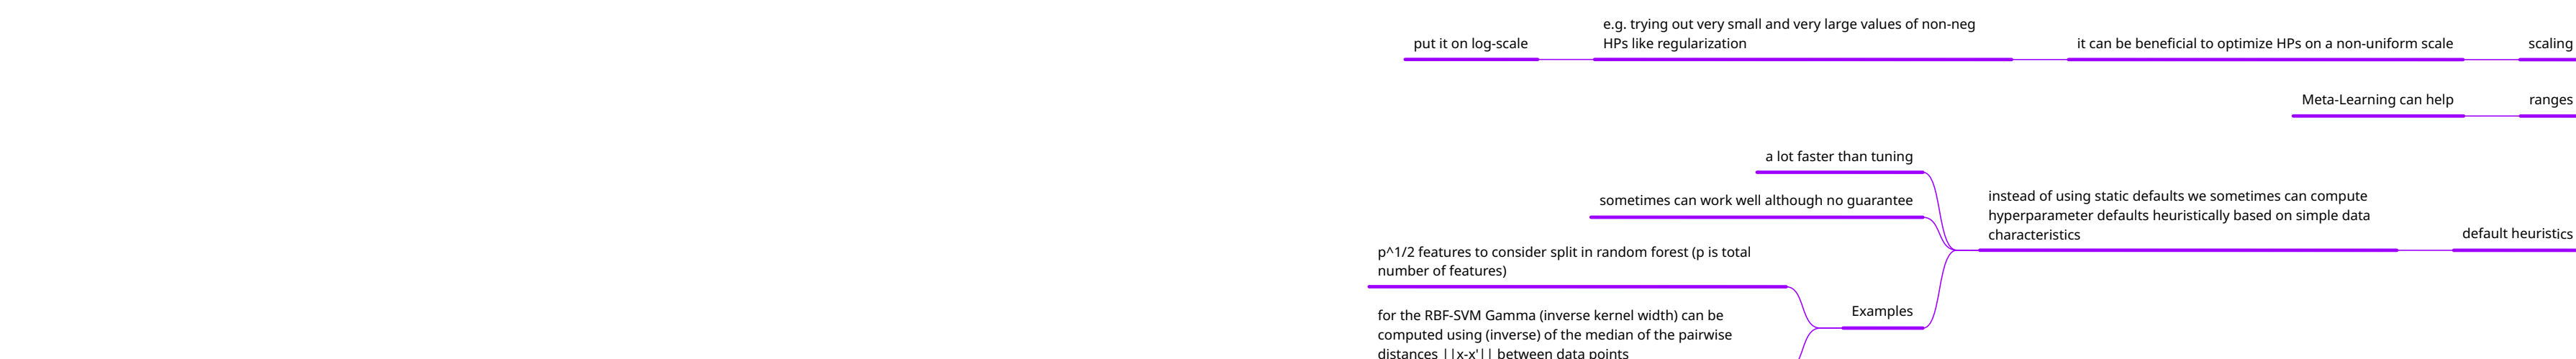 put it on log-scale
e.g. trying out very small and very large values of non-neg
HPs like regularization
it can be beneficial to optimize HPs on a non-uniform scale
scaling
Meta-Learning can help
ranges
a lot faster than tuning
sometimes can work well although no guarantee
instead of using static defaults we sometimes can compute
hyperparameter defaults heuristically based on simple data
characteristics
default heuristics
p^1/2 features to consider split in random forest (p is total
number of features)
Examples
for the RBF-SVM Gamma (inverse kernel width) can be
computed using (inverse) of the median of the pairwise
distances ||x-x'|| between data points